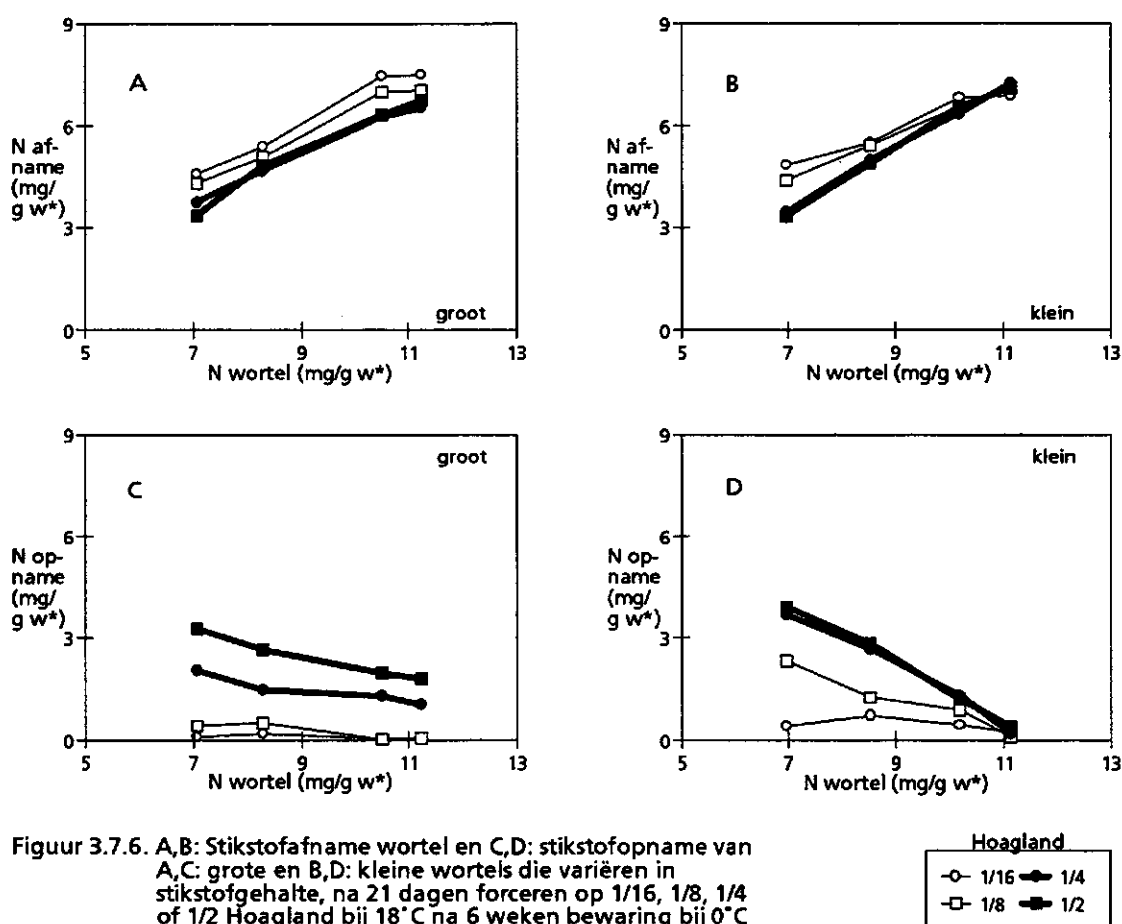 9
A
6
N af-
name
(mg/
g w*)
3
groot
0
5 7 9 11 13
N wortel (mg/g w*)
9
B
6
N af-
name
(mg/
g w*)
3
klein
0
5 7 9 11 13
N wortel (mg/g w*)
9
groot
C
6
N op-
name
(mg/
g w*)
3
0
5 7 9 11 13
N wortel (mg/g w*)
9
klein
D
6
N op-
name
(mg/
g w*)
3
0
5 7 9 11 13
N wortel (mg/g w*)
Figuur 3.7.6. A,B: Stikstofafname wortel en C,D: stikstofopname van
A,C: grote en B,D: kleine wortels die variëren in
stikstofgehalte, na 21 dagen forceren op 1/16, 1/8, 1/4
of 1/2 Hoagland bij 18°C na 6 weken bewaring bij 0°C
Hoagland
1/16 1/4
1/8 1/2